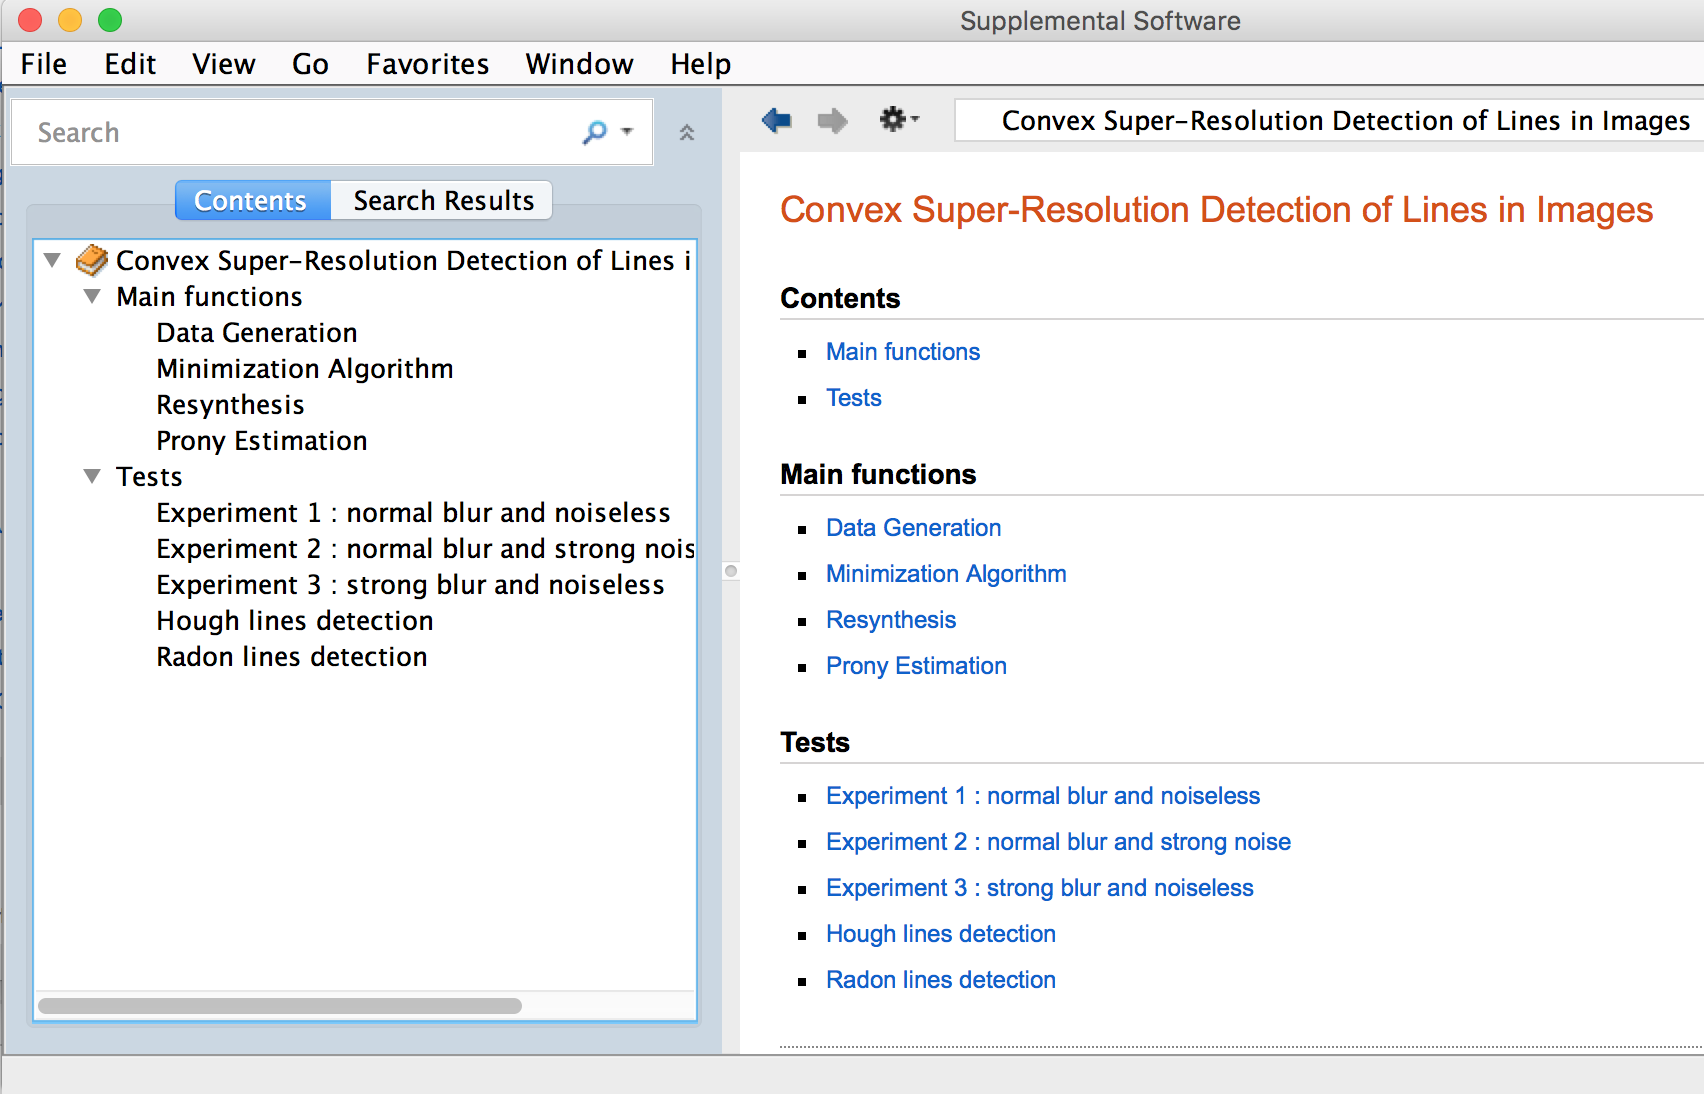 Supplemental Software
File Edit View Go Favorites Window Help
Search
Contents Search Results
Convex Super-Resolution Detection of Lines i
Main functions
Data Generation
Minimization Algorithm
Resynthesis
Prony Estimation
Tests
Experiment 1 : normal blur and noiseless
Experiment 2 : normal blur and strong nois
Experiment 3 : strong blur and noiseless
Hough lines detection
Radon lines detection
Convex Super-Resolution Detection of Lines in Images
Convex Super-Resolution Detection of Lines in Images
Contents
Main functions
Tests
Main functions
Data Generation
Minimization Algorithm
Resynthesis
Prony Estimation
Tests
Experiment 1 : normal blur and noiseless
Experiment 2 : normal blur and strong noise
Experiment 3 : strong blur and noiseless
Hough lines detection
Radon lines detection